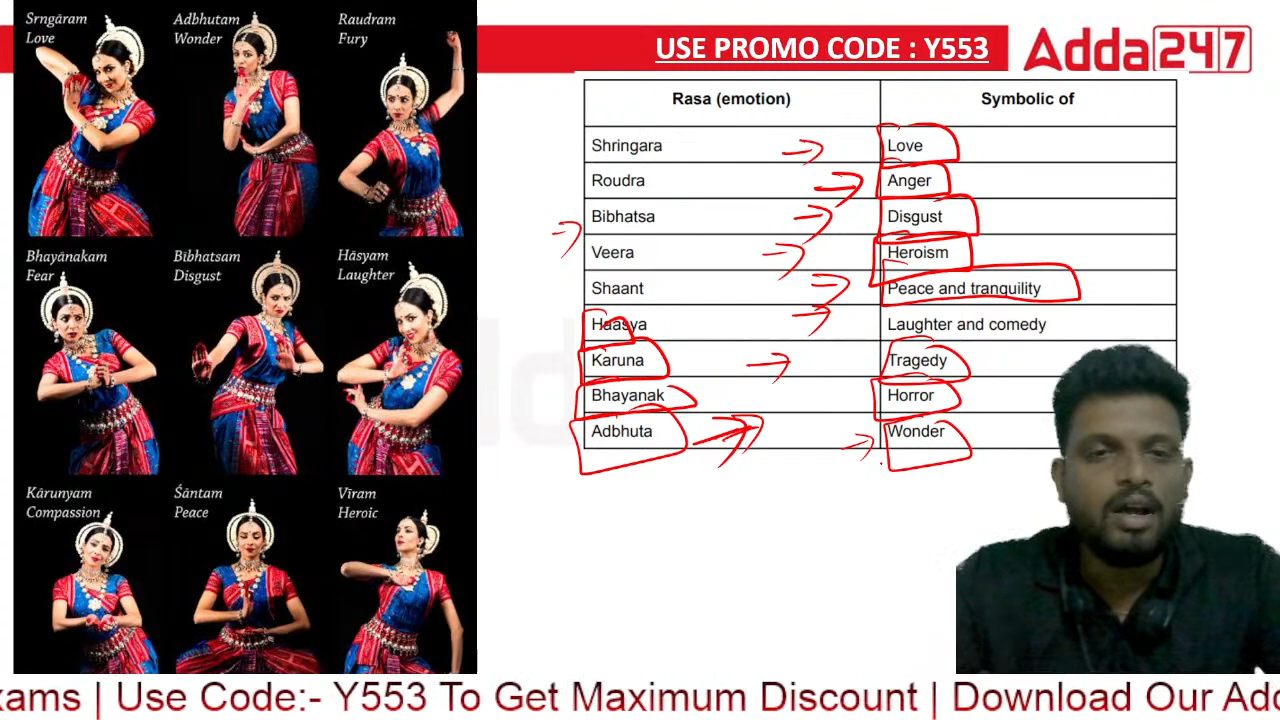 Srngāram
Love
Adbhutam
Wonder
Raudram
Fury
Bhayānakam
Fear
Bībhatsam
Disgust
Hāsyam
Laughter
Kārunyam
Compassion
Śāntam
Peace
Vīram
Heroic
USE PROMO CODE : Y553
Adda247
Rasa (emotion) Symbolic of
Shringara Love
Roudra Anger
Bibhatsa Disgust
Veera Heroism
Shaant Peace and tranquility
Haasya Laughter and comedy
Karuna Tragedy
Bhayanak Horror
Adbhuta Wonder
xams | Use Code:- Y553 To Get Maximum Discount | Download Our Add